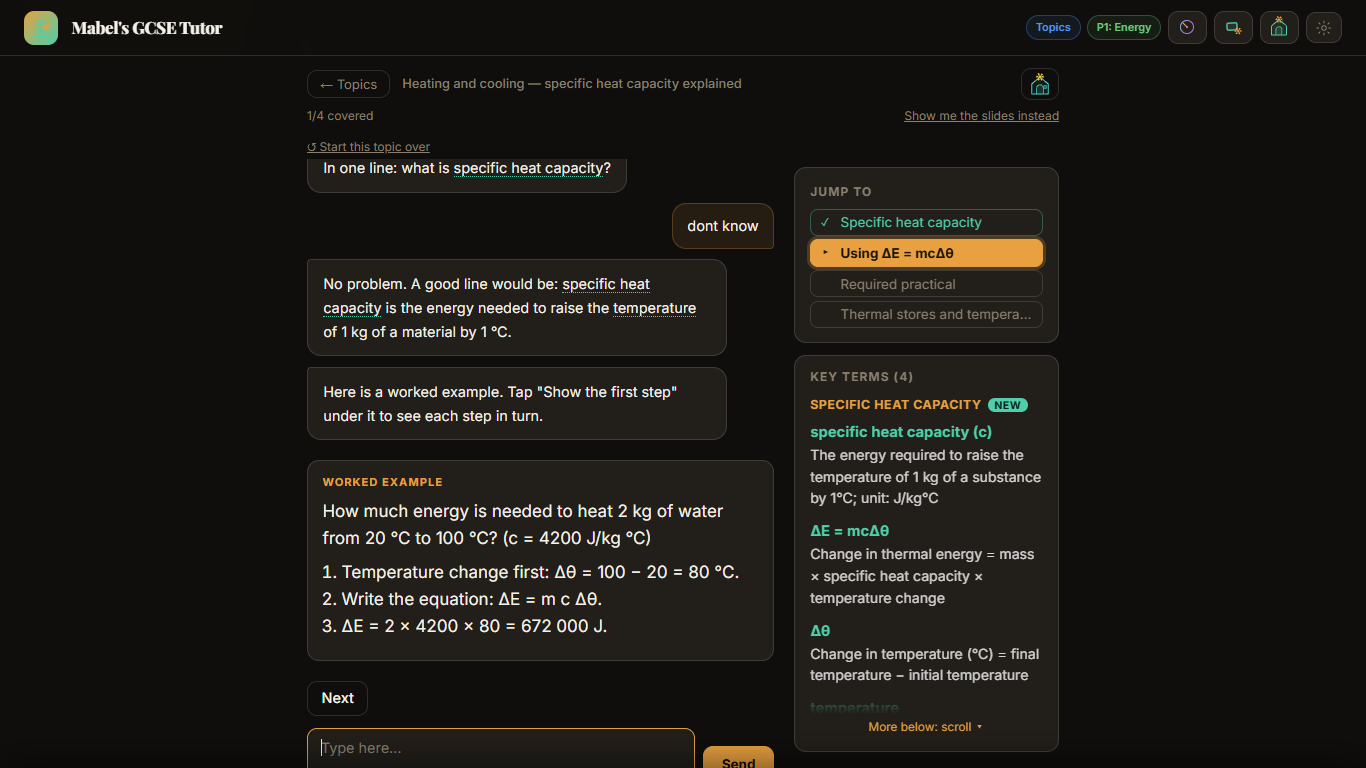 Mabel's GCSE Tutor
Topics
P1: Energy
← Topics
Heating and cooling — specific heat capacity explained
1/4 covered
Show me the slides instead
↺ Start this topic over
In one line: what is specific heat capacity?
dont know
No problem. A good line would be: specific heat
capacity is the energy needed to raise the temperature
of 1 kg of a material by 1 °C.
Here is a worked example. Tap "Show the first step"
under it to see each step in turn.
WORKED EXAMPLE
How much energy is needed to heat 2 kg of water
from 20 °C to 100 °C? (c = 4200 J/kg °C)
1. Temperature change first: Δθ = 100 − 20 = 80 °C.
2. Write the equation: ΔE = m c Δθ.
3. ΔE = 2 × 4200 × 80 = 672 000 J.
Next
Type here...
Send
JUMP TO
✓ Specific heat capacity
▸ Using ΔE = mcΔθ
Required practical
Thermal stores and tempera...
KEY TERMS (4)
SPECIFIC HEAT CAPACITY NEW
specific heat capacity (c)
The energy required to raise the
temperature of 1 kg of a substance
by 1°C; unit: J/kg°C
ΔE = mcΔθ
Change in thermal energy = mass
× specific heat capacity ×
temperature change
Δθ
Change in temperature (°C) = final
temperature − initial temperature
temperature
More below: scroll ▾